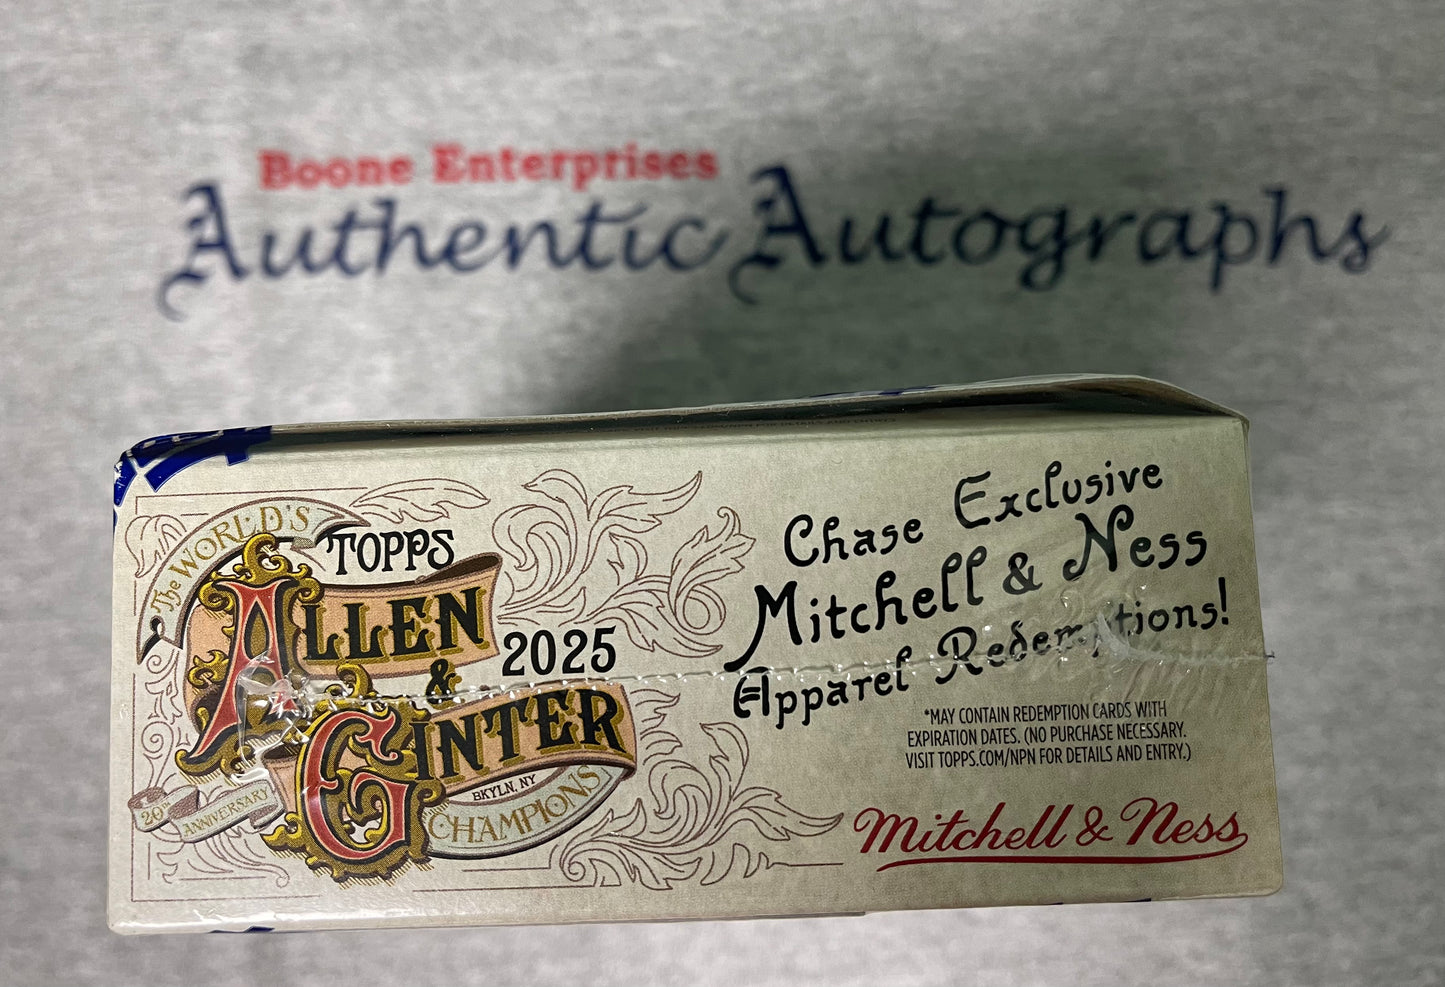 Boone Enterprises
Authentic Autographs
The WORLD'S
TOPPS
ALLEN
&
2025
GINTER
BKLYN, NY
CHAMPIONS
20th
ANNIVERSARY
Chase Exclusive
Mitchell & Ness
Apparel Redemptions!
*MAY CONTAIN REDEMPTION CARDS WITH
EXPIRATION DATES. (NO PURCHASE NECESSARY.
VISIT TOPPS.COM/NPN FOR DETAILS AND ENTRY.)
Mitchell & Ness